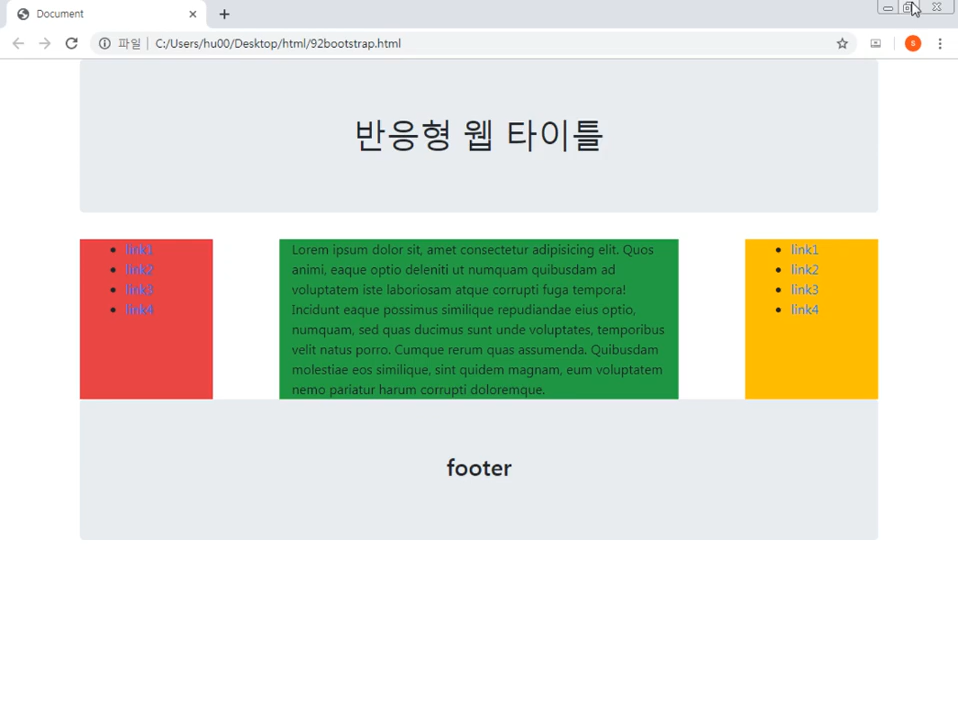 Document
파일
C:/Users/hu00/Desktop/html/92bootstrap.html
s
반응형 웹 타이틀
link1
link2
link3
link4
Lorem ipsum dolor sit, amet consectetur adipisicing elit. Quos
animi, eaque optio deleniti ut numquam quibusdam ad
voluptatem iste laboriosam atque corrupti fuga tempora!
Incidunt eaque possimus similique repudiandae eius optio,
numquam, sed quas ducimus sunt unde voluptates, temporibus
velit natus porro. Cumque rerum quas assumenda. Quibusdam
molestiae eos similique, sint quidem magnam, eum voluptatem
nemo pariatur harum corrupti doloremque.
link1
link2
link3
link4
footer